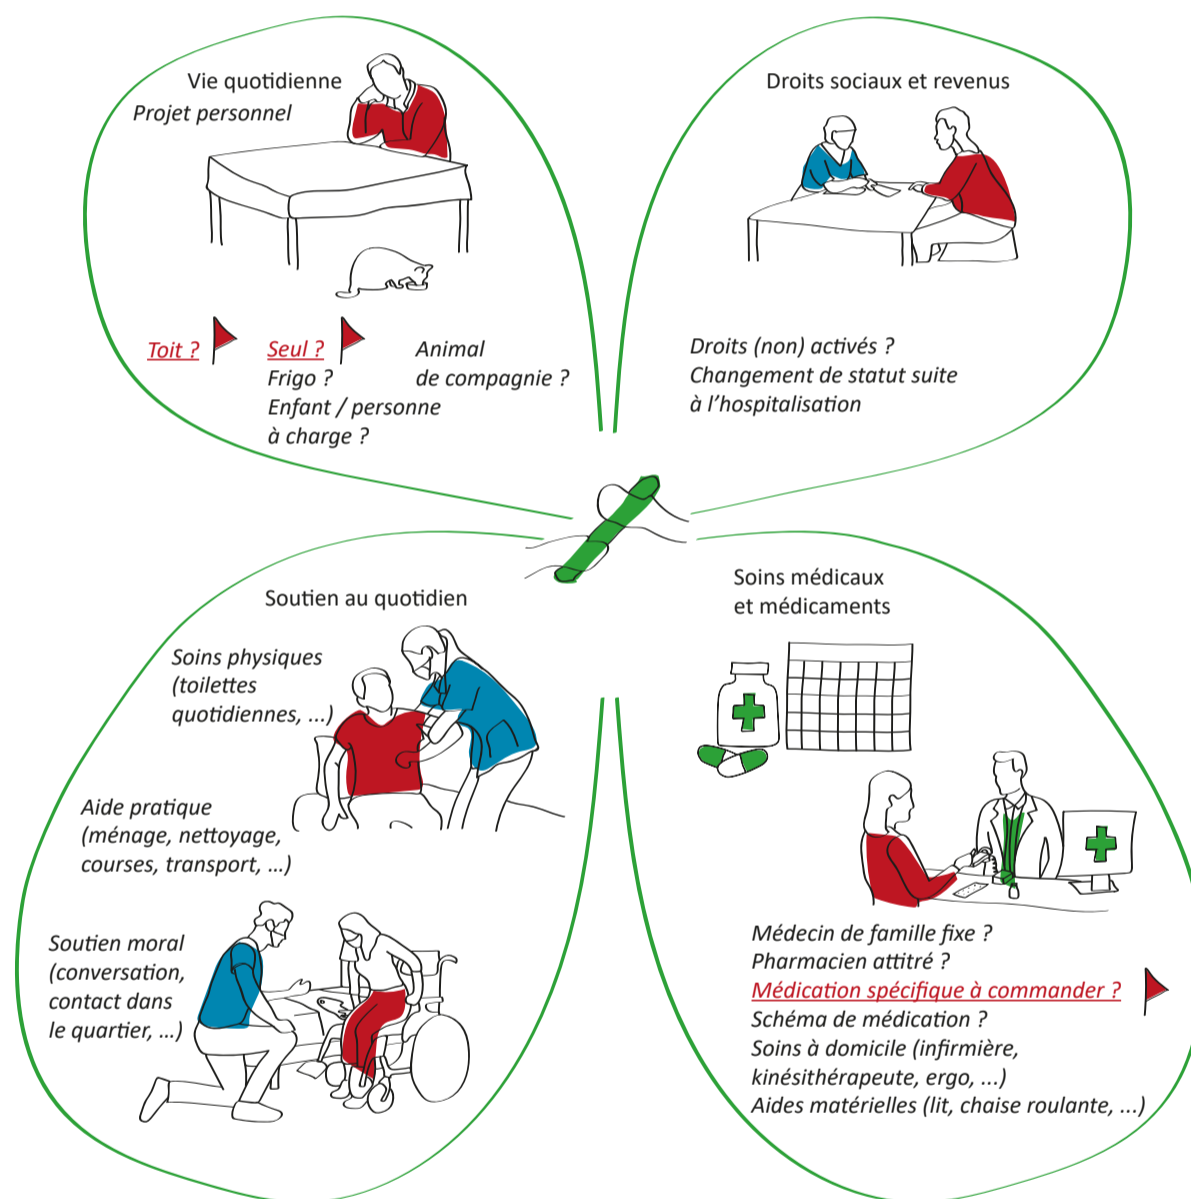 Vie quotidienne
Projet personnel
Toit ?
Seul ?
Frigo ?
Enfant / personne
à charge ?
Animal
de compagnie ?
Droits sociaux et revenus
Droits (non) activés ?
Changement de statut suite
à l'hospitalisation
Soutien au quotidien
Soins physiques
(toilettes
quotidiennes, ...)
Aide pratique
(ménage, nettoyage,
courses, transport, ...)
Soutien moral
(conversation,
contact dans
le quartier, ...)
Soins médicaux
et médicaments
Médecin de famille fixe ?
Pharmacien attitré ?
Médication spécifique à commander ?
Schéma de médication ?
Soins à domicile (infirmière,
kinésithérapeute, ergo, ...)
Aides matérielles (lit, chaise roulante, ...)